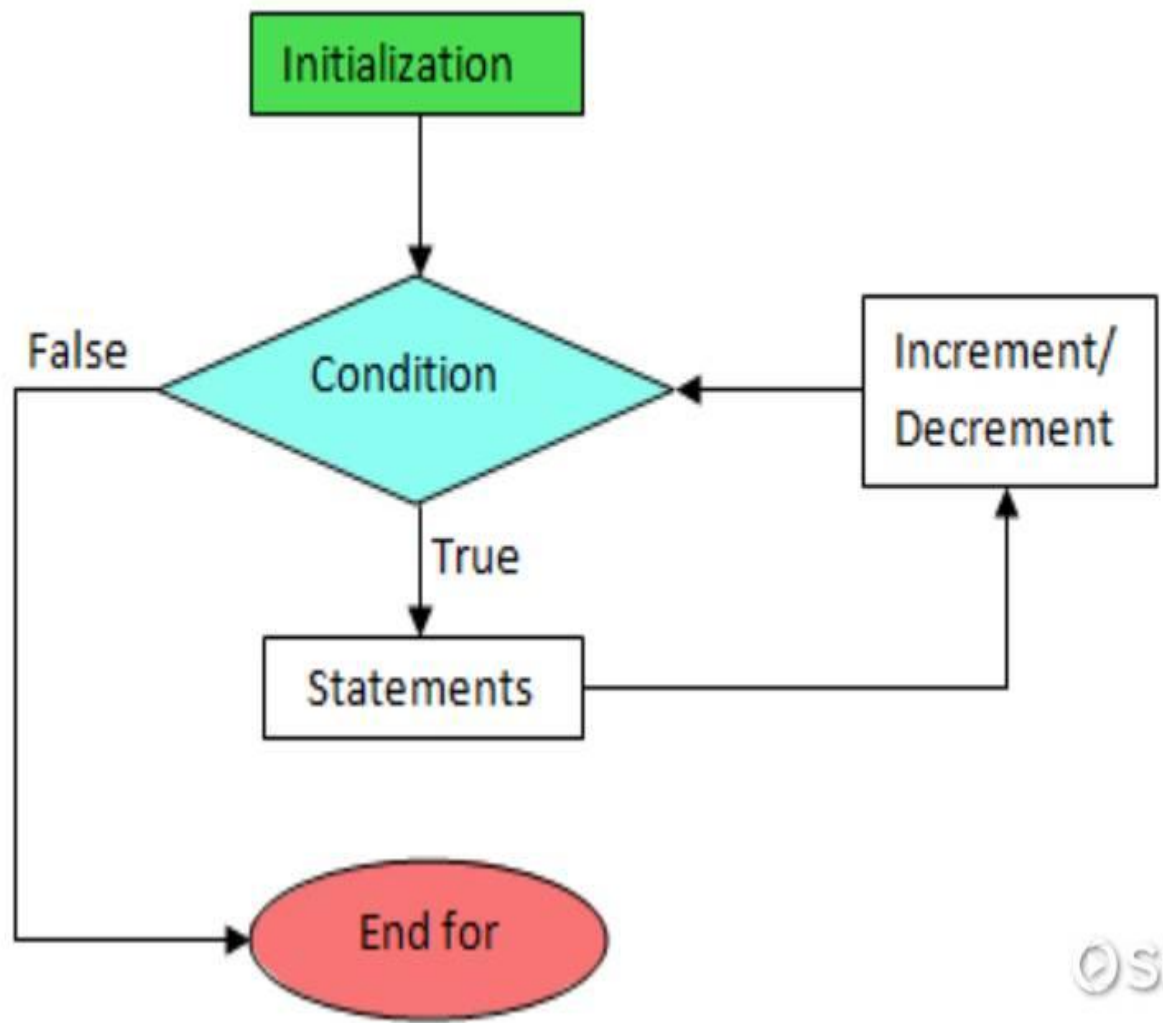 Initialization
False
Condition
Increment/
Decrement
True
Statements
End for